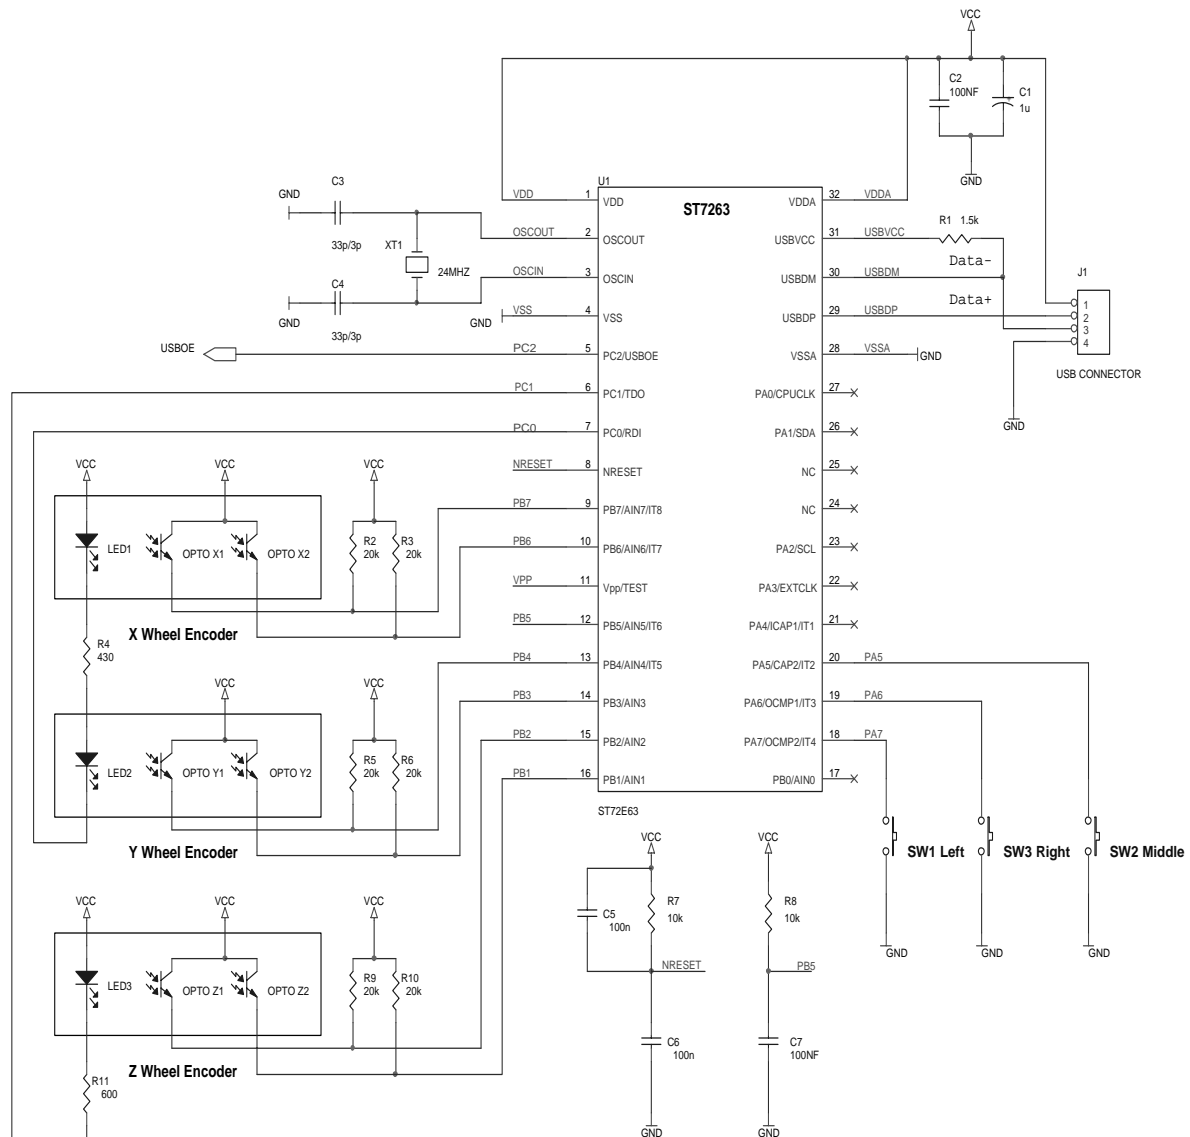 VCC
C2
100NF
C1
1u
GND
U1
ST7263
C3
GND
33p/3p
XT1
24MHZ
C4
GND
33p/3p
VDD 1 VDD
OSCOUT 2 OSCOUT
OSCIN 3 OSCIN
GND VSS 4 VSS
USBOE PC2 5 PC2/USBOE
PC1 6 PC1/TDO
PC0 7 PC0/RDI
NRESET 8 NRESET
PB7 9 PB7/AIN7/IT8
PB6 10 PB6/AIN6/IT7
VPP 11 Vpp/TEST
PB5 12 PB5/AIN5/IT6
PB4 13 PB4/AIN4/IT5
PB3 14 PB3/AIN3
PB2 15 PB2/AIN2
PB1 16 PB1/AIN1
VDDA 32 VDDA
USBVCC 31 USBVCC
R1 1.5k
Data-
USBDM 30 USBDM
Data+
USBDP 29 USBDP
VSSA 28 VSSA GND
PA0/CPUCLK 27
PA1/SDA 26
NC 25
NC 24
PA2/SCL 23
PA3/EXTCLK 22
PA4/ICAP1/IT1 21
PA5/CAP2/IT2 20 PA5
PA6/OCMP1/IT3 19 PA6
PA7/OCMP2/IT4 18 PA7
PB0/AIN0 17
ST72E63
J1
1
2
3
4
USB CONNECTOR
GND
VCC VCC VCC
LED1 OPTO X1 OPTO X2
R2
20k
R3
20k
X Wheel Encoder
R4
430
VCC VCC
LED2 OPTO Y1 OPTO Y2
R5
20k
R6
20k
Y Wheel Encoder
VCC VCC VCC
LED3 OPTO Z1 OPTO Z2
R9
20k
R10
20k
Z Wheel Encoder
R11
600
VCC
C5
100n
R7
10k
NRESET
C6
100n
GND
VCC
R8
10k
PB5
C7
100NF
GND
SW1 Left SW3 Right SW2 Middle
GND GND GND